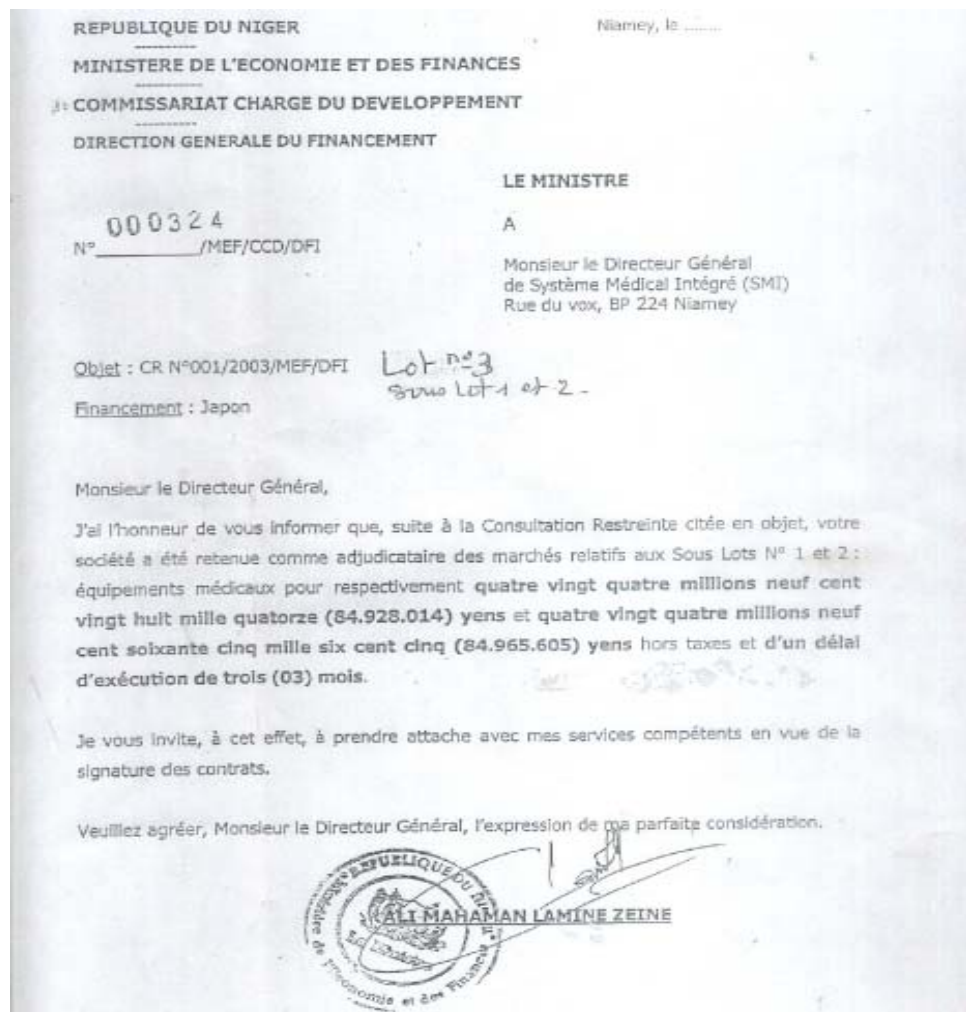 REPUBLIQUE DU NIGER
Niamey, le ........
----------
MINISTERE DE L'ECONOMIE ET DES FINANCES
----------
COMMISSARIAT CHARGE DU DEVELOPPEMENT
----------
DIRECTION GENERALE DU FINANCEMENT
LE MINISTRE
A
N° 000324 /MEF/CCD/DFI
Monsieur le Directeur Général
de Système Médical Intégré (SMI)
Rue du vox, BP 224 Niamey
Objet : CR N°001/2003/MEF/DFI
Lot n°3
Sous Lot 1 et 2 -
Financement : Japon
Monsieur le Directeur Général,
J'ai l'honneur de vous informer que, suite à la Consultation Restreinte citée en objet, votre
société a été retenue comme adjudicataire des marchés relatifs aux Sous Lots N° 1 et 2 :
équipements médicaux pour respectivement quatre vingt quatre millions neuf cent
vingt huit mille quatorze (84.928.014) yens et quatre vingt quatre millions neuf
cent soixante cinq mille six cent cinq (84.965.605) yens hors taxes et d'un délai
d'exécution de trois (03) mois.
Je vous invite, à cet effet, à prendre attache avec mes services compétents en vue de la
signature des contrats.
Veuillez agréer, Monsieur le Directeur Général, l'expression de ma parfaite considération.
REPUBLIQUE DU NIGER
ALI MAHAMAN LAMINE ZEINE
Ministère de l'Economie et des Finances